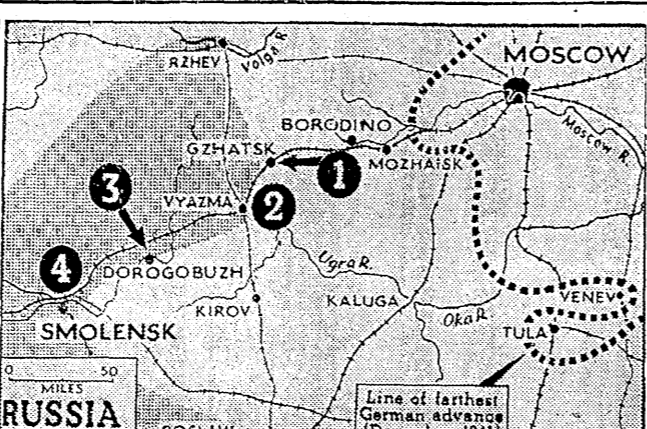 RZHEV
Volga R.
MOSCOW
BORODINO
GZHATSK
MOZHAISK
Moscow R.
1
3
VYAZMA
2
4
DOROGOBUZH
Ugra R.
KIROV
KALUGA
Oka R.
VENEV
TULA
SMOLENSK
0 50
MILES
RUSSIA
Line of farthest
German advance